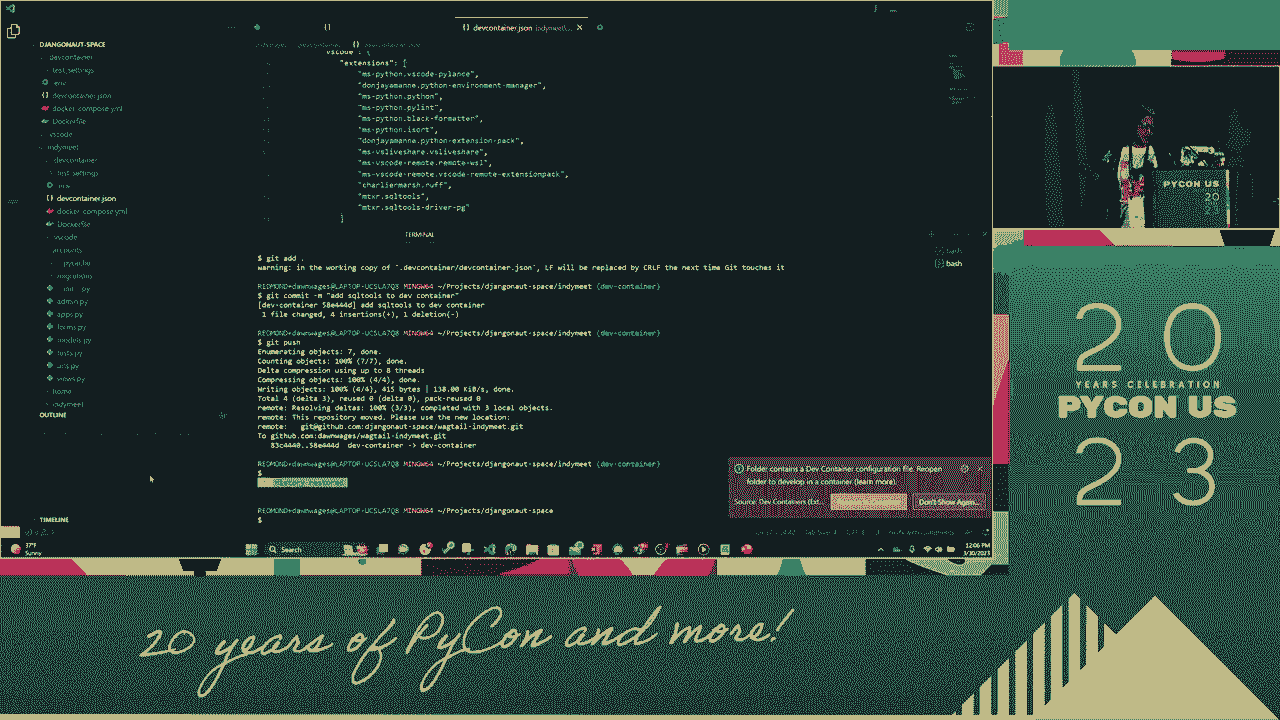 devcontainer.json
DJANGONAUT-SPACE
.devcontainer
test_settings
.env
devcontainer.json
docker-compose.yml
Dockerfile
.vscode
indymeet
.devcontainer
test_settings
.env
devcontainer.json
docker-compose.yml
Dockerfile
.vscode
accounts
admin.py
apps.py
forms.py
models.py
tests.py
urls.py
views.py
home
indymeet
OUTLINE
TIMELINE
"extensions": [
"ms-python.vscode-pylance",
"donjayamanne.python-environment-manager",
"ms-python.python",
"ms-python.pylint",
"ms-python.black-formatter",
"ms-python.isort",
"donjayamanne.python-extension-pack",
"ms-vsliveshare.vsliveshare",
"ms-vscode-remote.remote-wsl",
"ms-vscode-remote.vscode-remote-extensionpack",
"charliermarsh.ruff",
"mtxr.sqltools",
"mtxr.sqltools-driver-pg"
]
TERMINAL
bash
bash
$ git add .
warning: in the working copy of `.devcontainer/devcontainer.json`, LF will be replaced by CRLF the next time Git touches it
REDMOND+dawnwages@LAPTOP-UCSLA7Q8 MINGW64 ~/Projects/djangonaut-space/indymeet (dev-container)
$ git commit -m "add sqltools to dev container"
[dev-container 58e444d] add sqltools to dev container
1 file changed, 4 insertions(+), 1 deletion(-)
REDMOND+dawnwages@LAPTOP-UCSLA7Q8 MINGW64 ~/Projects/djangonaut-space/indymeet (dev-container)
$ git push
Enumerating objects: 7, done.
Counting objects: 100% (7/7), done.
Delta compression using up to 8 threads
Compressing objects: 100% (4/4), done.
Writing objects: 100% (4/4), 415 bytes | 138.00 KiB/s, done.
Total 4 (delta 3), reused 0 (delta 0), pack-reused 0
remote: Resolving deltas: 100% (3/3), completed with 3 local objects.
remote: This repository moved. Please use the new location:
remote:   git@github.com:djangonaut-space/wagtail-indymeet.git
To github.com:dawnwages/wagtail-indymeet.git
83c4440..58e444d  dev-container -> dev-container
REDMOND+dawnwages@LAPTOP-UCSLA7Q8 MINGW64 ~/Projects/djangonaut-space/indymeet (dev-container)
$
REDMOND+dawnwages@LAPTOP-UCSLA7Q8 MINGW64 ~/Projects/djangonaut-space
$
Folder contains a Dev Container configuration file. Reopen
folder to develop in a container (learn more).
Source: Dev Containers (Ext...
Don't Show Again...
37°F
Sunny
Search
12:06 PM
3/30/2023
PYCON US
20
23
20
YEARS CELEBRATION
PYCON US
23
20 years of PyCon and more!